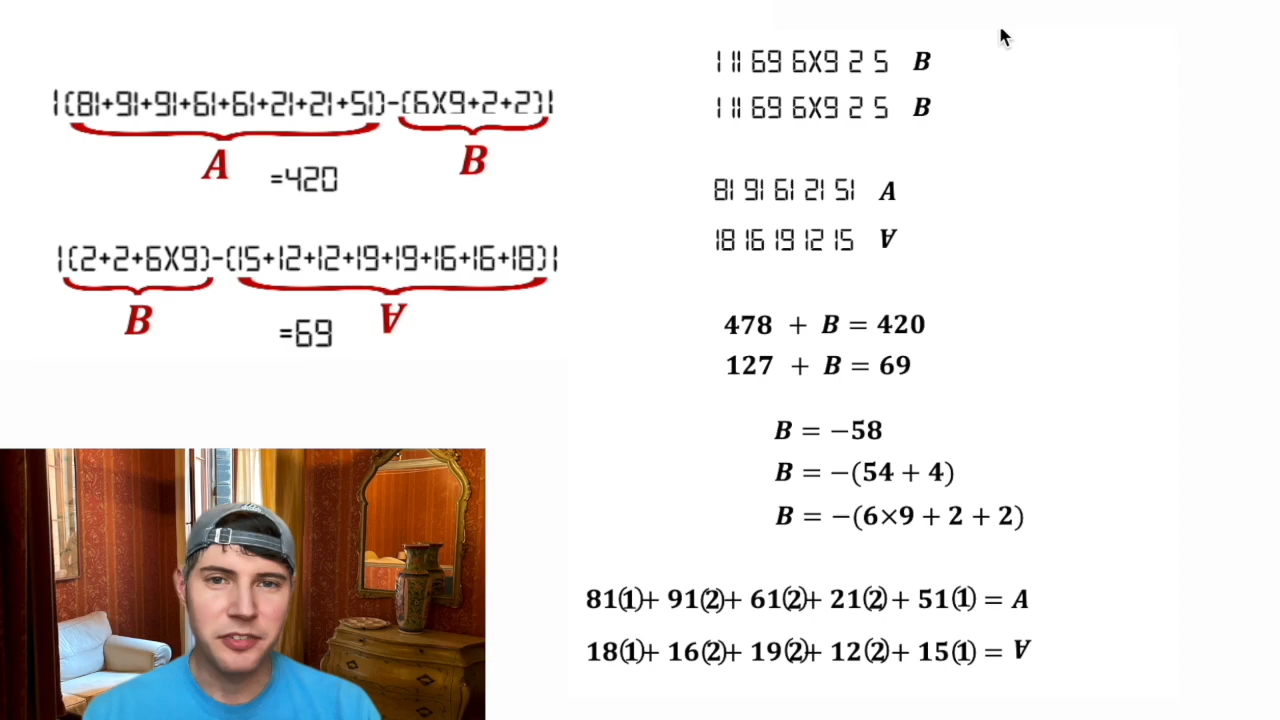 |(81+91+91+61+61+21+21+51)-(6X9+2+2)|
A
B
=420
|(2+2+6X9)-(15+12+12+19+19+16+16+18)|
B
∀
=69
1 11 69 6X9 2 5 B
1 11 69 6X9 2 5 B
81 91 61 21 51 A
18 16 19 12 15 ∀
478 + B = 420
127 + B = 69
B = −58
B = −(54 + 4)
B = −(6×9 + 2 + 2)
81(1)+ 91(2)+ 61(2)+ 21(2) + 51(1) = A
18(1)+ 16(2)+ 19(2)+ 12(2) + 15(1) = ∀